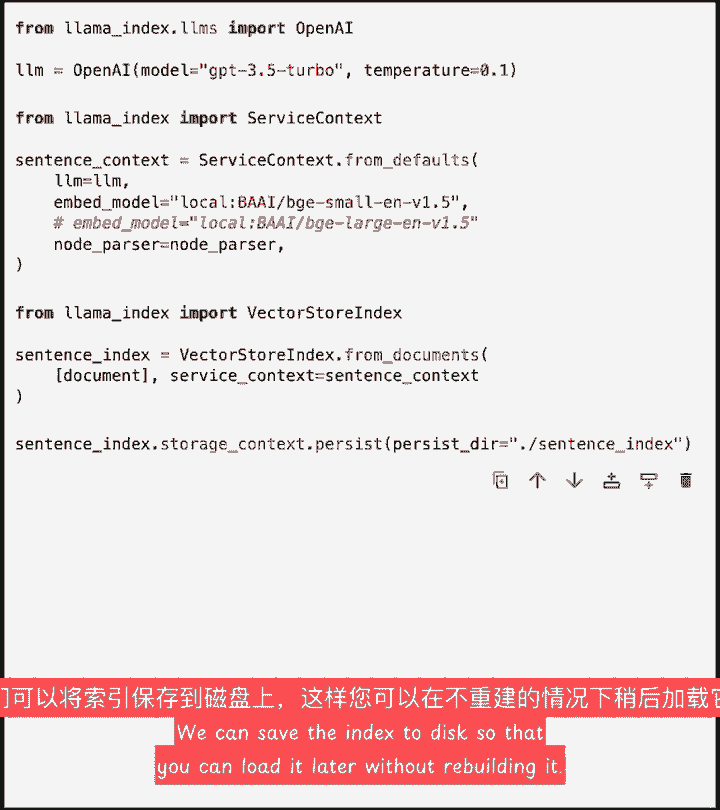 from llama_index.llms import OpenAI
llm = OpenAI(model="gpt-3.5-turbo", temperature=0.1)
from llama_index import ServiceContext
sentence_context = ServiceContext.from_defaults(
    llm=llm,
    embed_model="local:BAAI/bge-small-en-v1.5",
    # embed_model="local:BAAI/bge-large-en-v1.5"
    node_parser=node_parser,
)
from llama_index import VectorStoreIndex
sentence_index = VectorStoreIndex.from_documents(
    [document], service_context=sentence_context
)
sentence_index.storage_context.persist(persist_dir="./sentence_index")
们可以将索引保存到磁盘上，这样您可以在不重建的情况下稍后加载它
We can save the index to disk so that
you can load it later without rebuilding it.